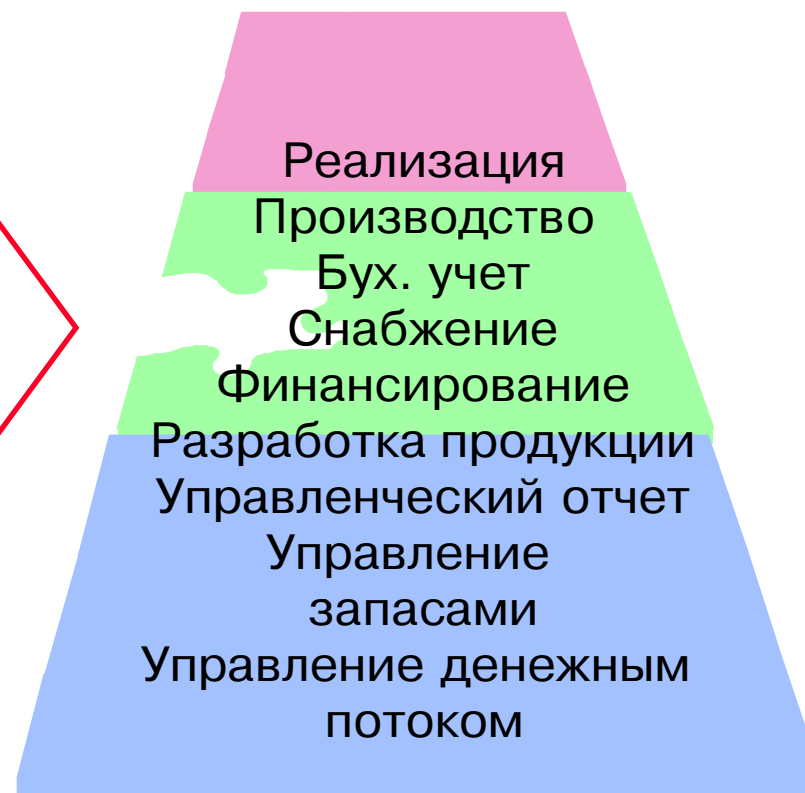 Реализация
Производство
Бух. учет
Снабжение
Финансирование
Разработка продукции
Управленческий отчет
Управление
запасами
Управление денежным
потоком